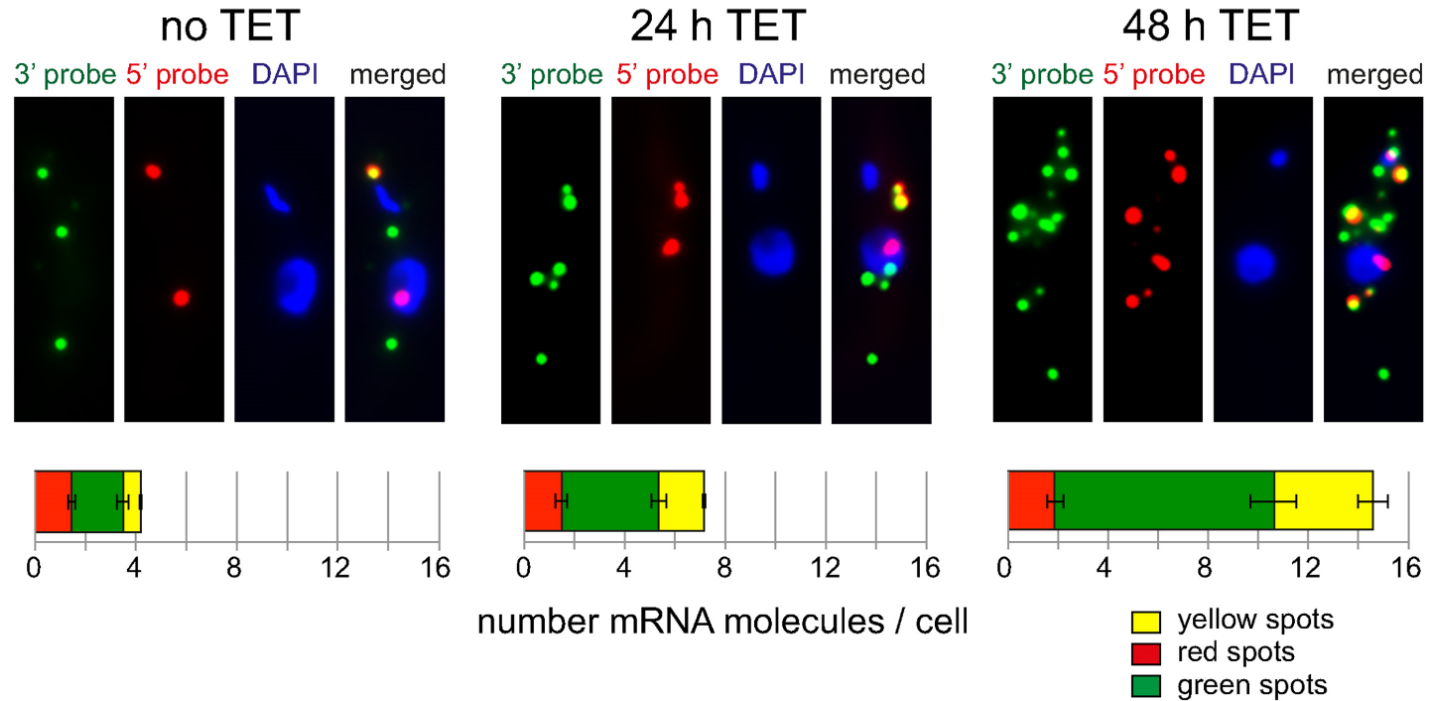 no TET
24 h TET
48 h TET
3’ probe 5’ probe DAPI merged
3’ probe 5’ probe DAPI merged
3’ probe 5’ probe DAPI merged
0 4 8 12 16
0 4 8 12 16
0 4 8 12 16
number mRNA molecules / cell
yellow spots
red spots
green spots